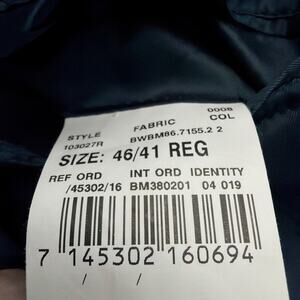 STYLE FABRIC 0008
103027R BWBM86.7155.2 2 COL
SIZE: 46/41 REG
REF ORD INT ORD IDENTITY
/45302/16 BM380201 04 019
7 145302 160694
/ /